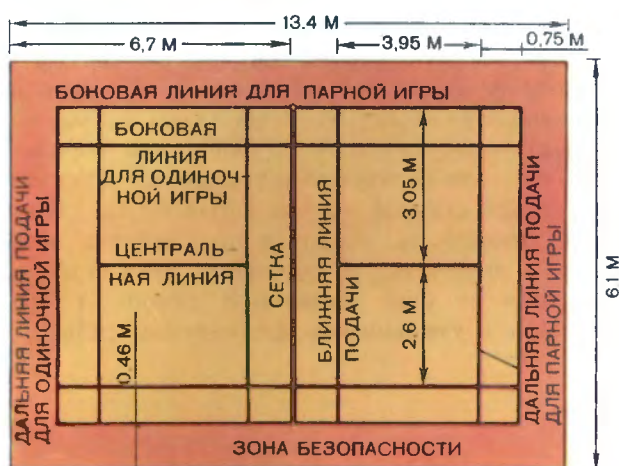 13.4 М
6,7 М
3,95 М
0,75 М
БОКОВАЯ ЛИНИЯ ДЛЯ ПАРНОЙ ИГРЫ
БОКОВАЯ
ЛИНИЯ
ДЛЯ ОДИНОЧ-
НОЙ ИГРЫ
ЦЕНТРАЛЬ
НАЯ ЛИНИЯ
0,46 М
СЕТКА
БЛИЖНЯЯ ЛИНИЯ
ПОДАЧИ
3,05 М
2,6 М
ДАЛЬНЯЯ ЛИНИЯ ПОДАЧИ
ДЛЯ ОДИНОЧНОЙ ИГРЫ
ДАЛЬНЯЯ ЛИНИЯ ПОДАЧИ
ДЛЯ ПАРНОЙ ИГРЫ
6.1 М
ЗОНА БЕЗОПАСНОСТИ